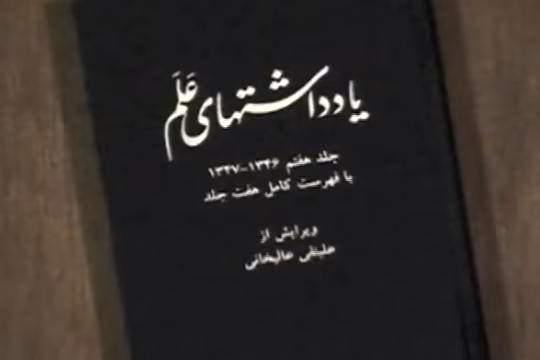 یادداشتهای عَلَم
جلد هفتم ۱۳۴۶-۱۳۴۷
با فهرست کامل هفت جلد
ویرایش از
علینقی عالیخانی